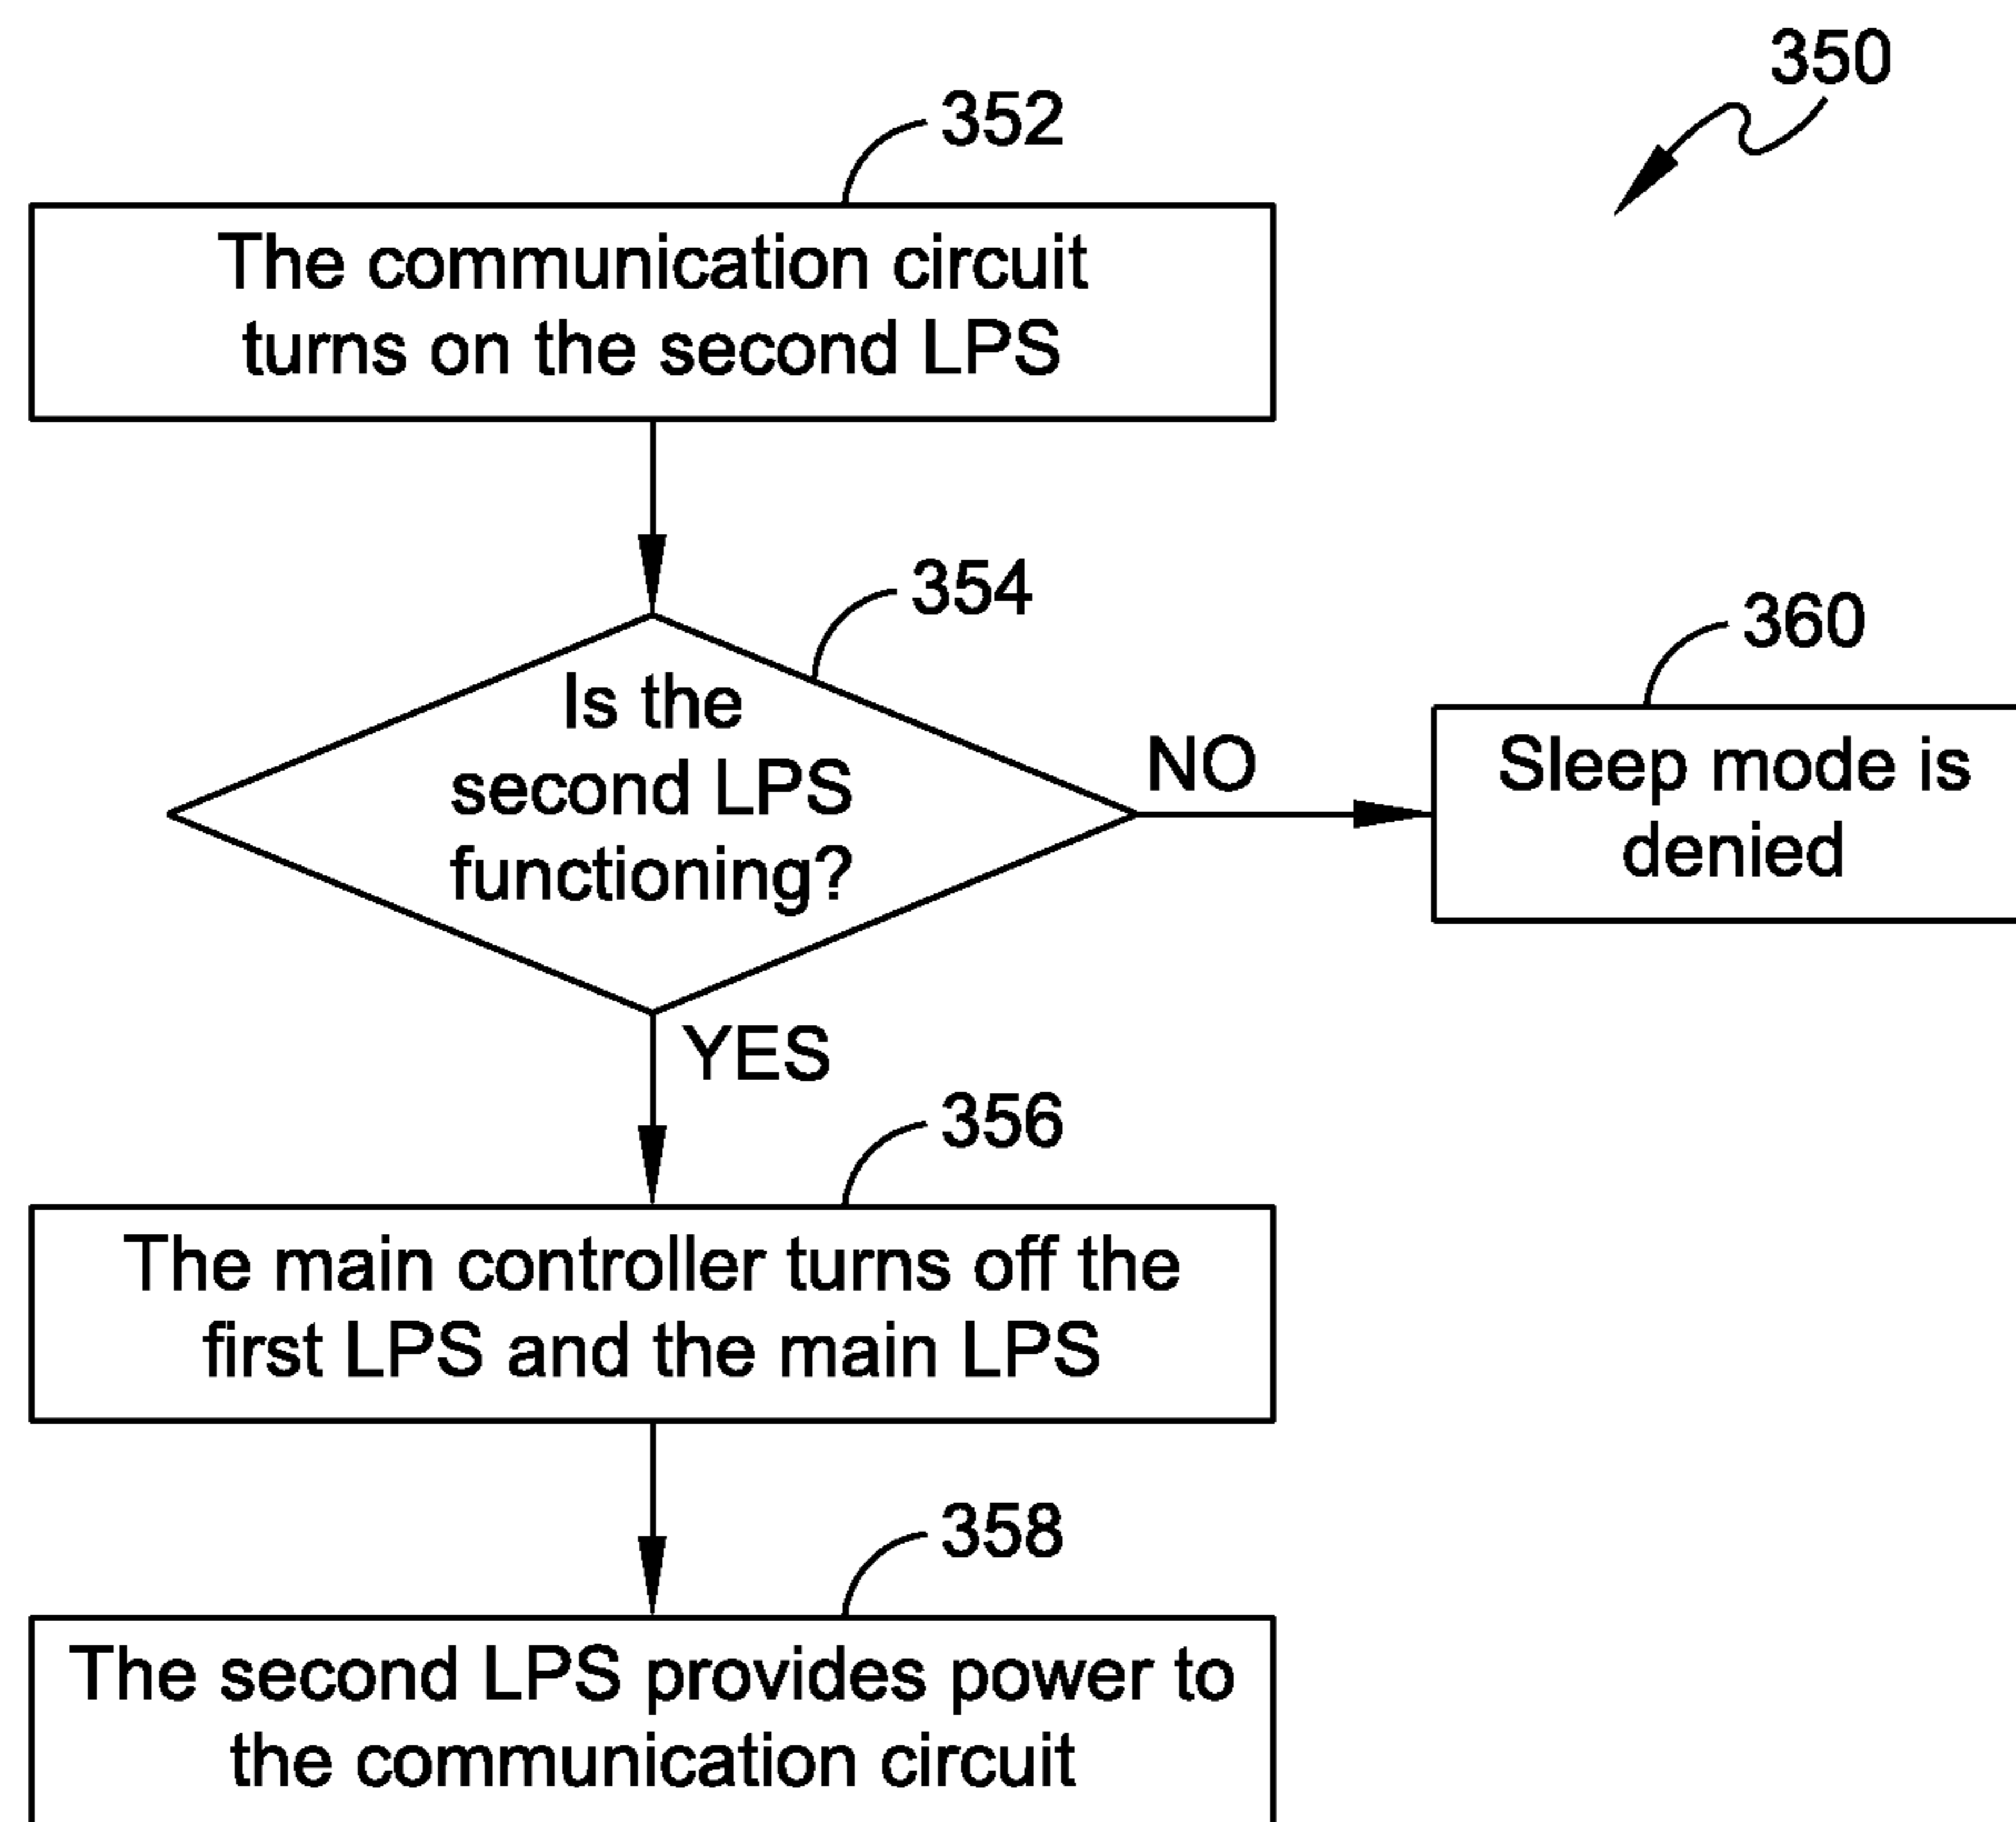 350
352
The communication circuit
turns on the second LPS
354
Is the
second LPS
functioning?
NO
360
Sleep mode is
denied
YES
356
The main controller turns off the
first LPS and the main LPS
358
The second LPS provides power to
the communication circuit